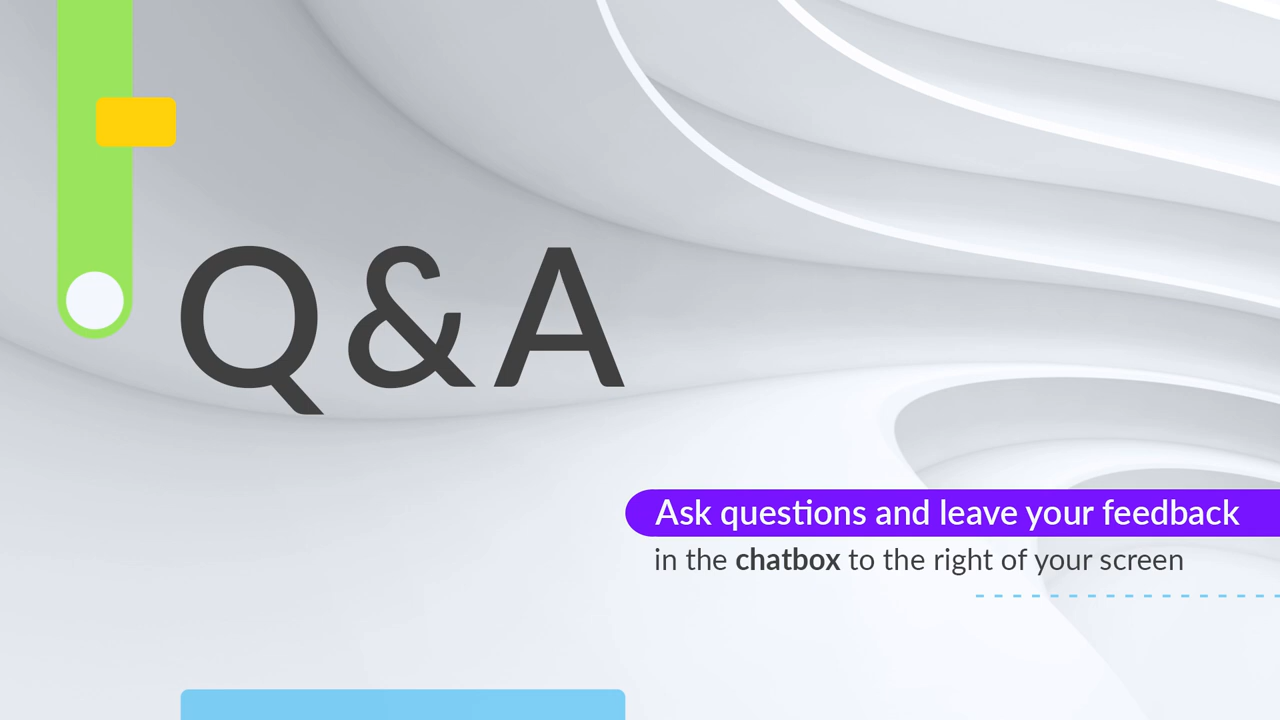 Q&A
Ask questions and leave your feedback
in the chatbox to the right of your screen